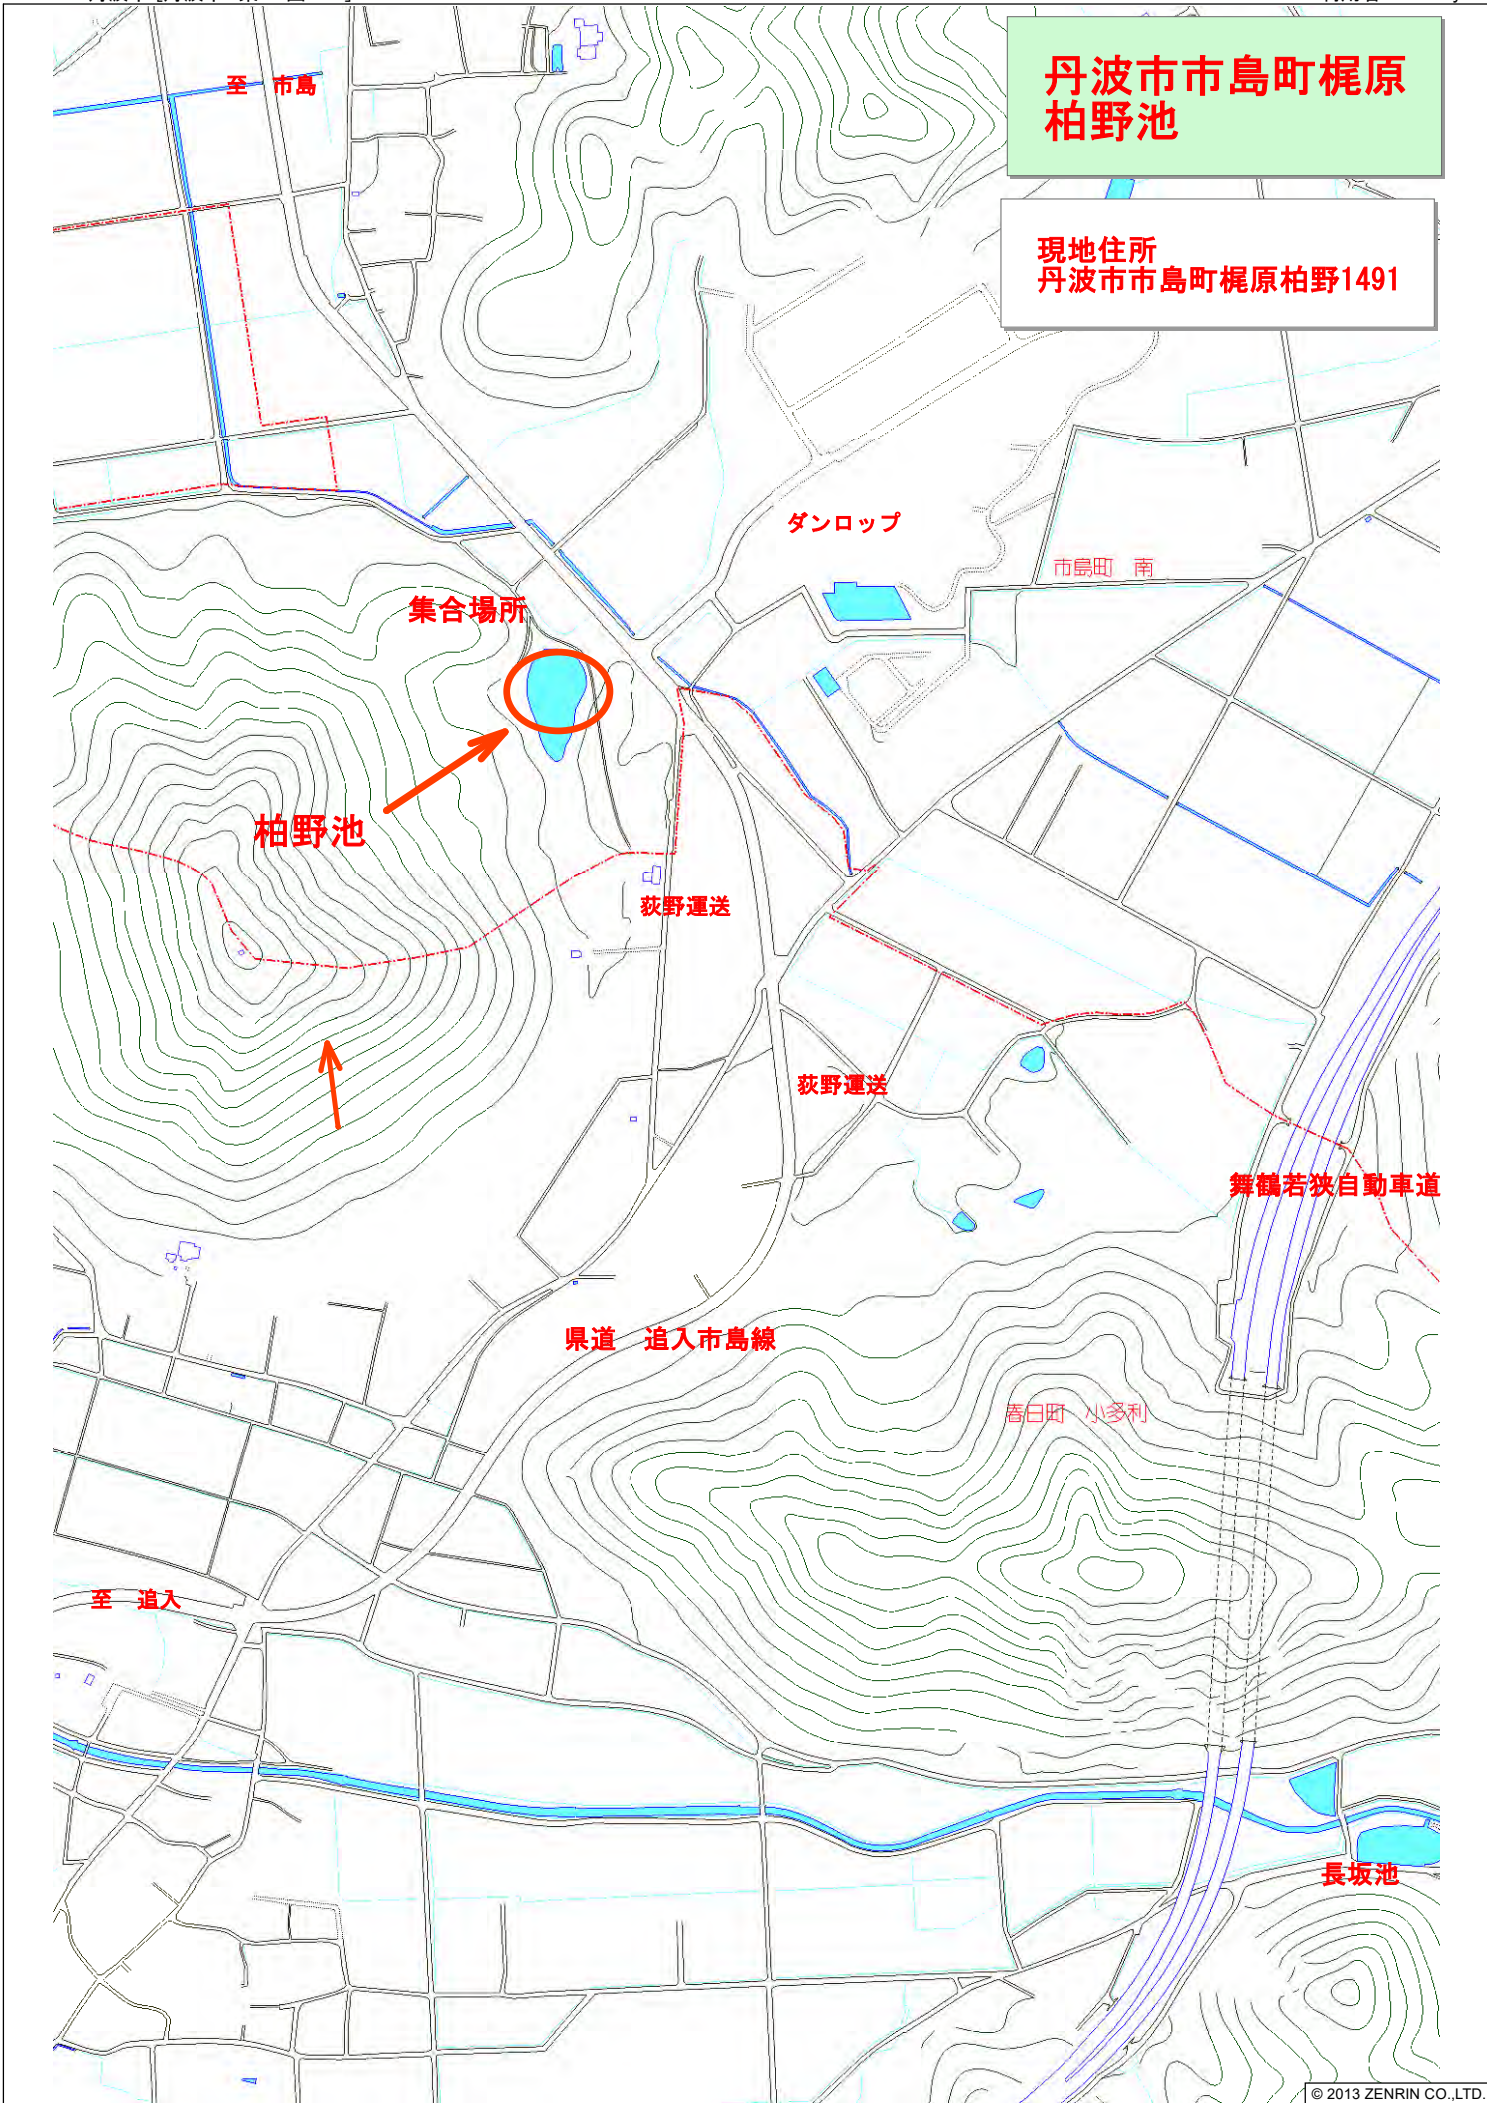 丹波市市島町梶原
柏野池
現地住所
丹波市市島町梶原柏野1491
至　市島
ダンロップ
市島町　南
集合場所
柏野池
荻野運送
荻野運送
舞鶴若狭自動車道
県道　追入市島線
春日町　小多利
至　追入
長坂池
© 2013 ZENRIN CO.,LTD.